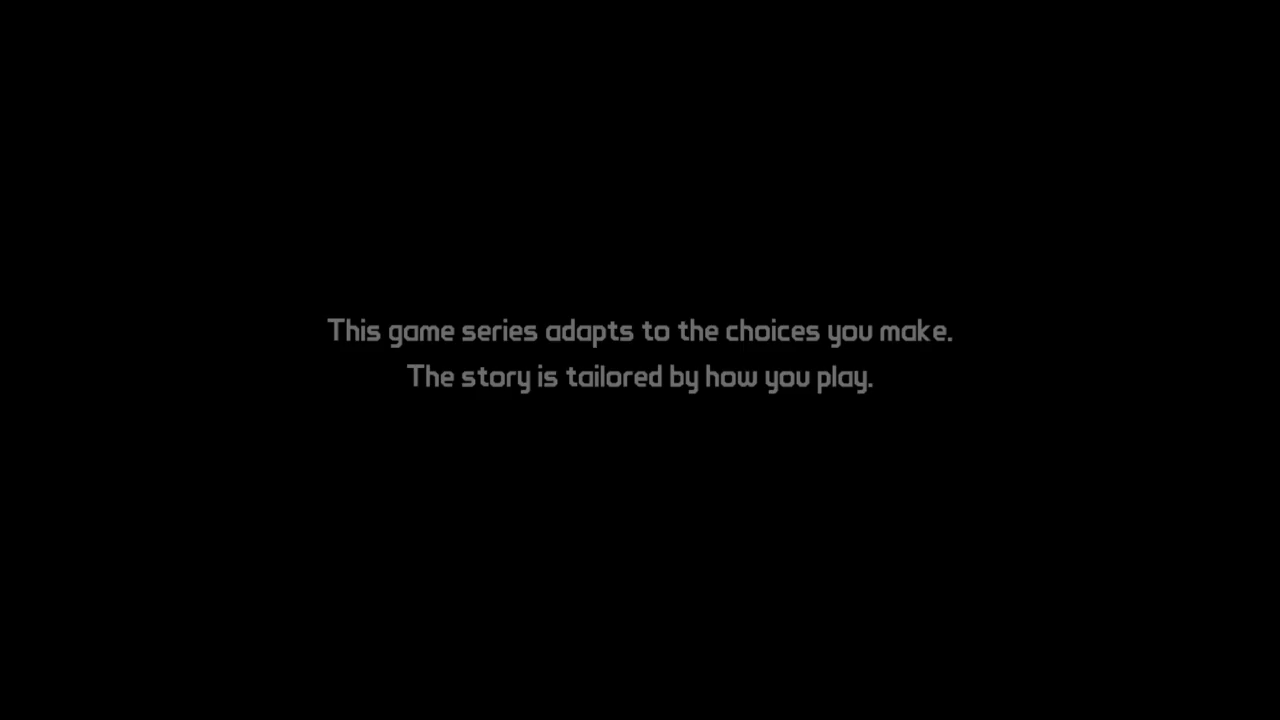 This game series adapts to the choices you make.
The story is tailored by how you play.